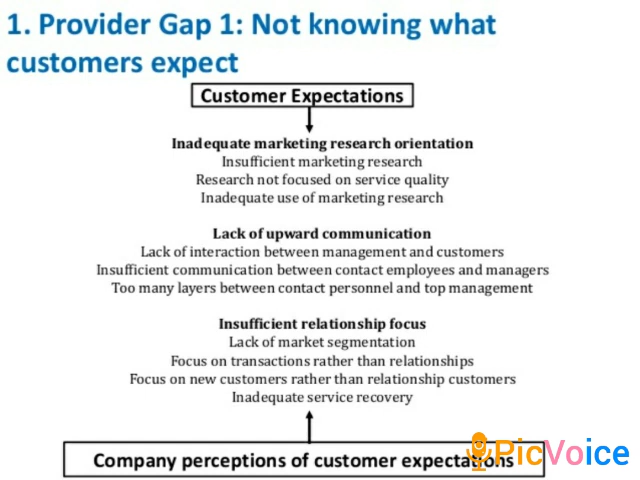 1. Provider Gap 1: Not knowing what
customers expect
Customer Expectations
Inadequate marketing research orientation
Insufficient marketing research
Research not focused on service quality
Inadequate use of marketing research
Lack of upward communication
Lack of interaction between management and customers
Insufficient communication between contact employees and managers
Too many layers between contact personnel and top management
Insufficient relationship focus
Lack of market segmentation
Focus on transactions rather than relationships
Focus on new customers rather than relationship customers
Inadequate service recovery
Company perceptions of customer expectations
PicVoice